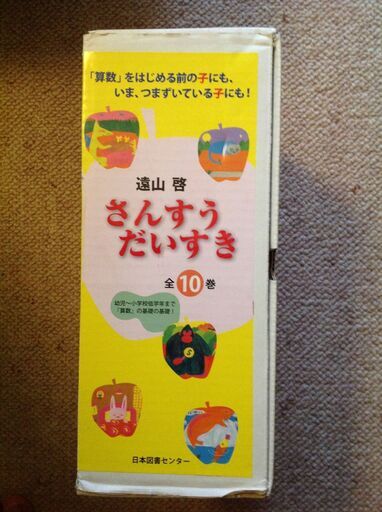 「算数」をはじめる前の子にも、
いま、つまずいている子にも!
遠山 啓
さんすう
だいすき
全10巻
幼児〜小学校低学年まで
「算数」の基礎の基礎!
日本図書センター